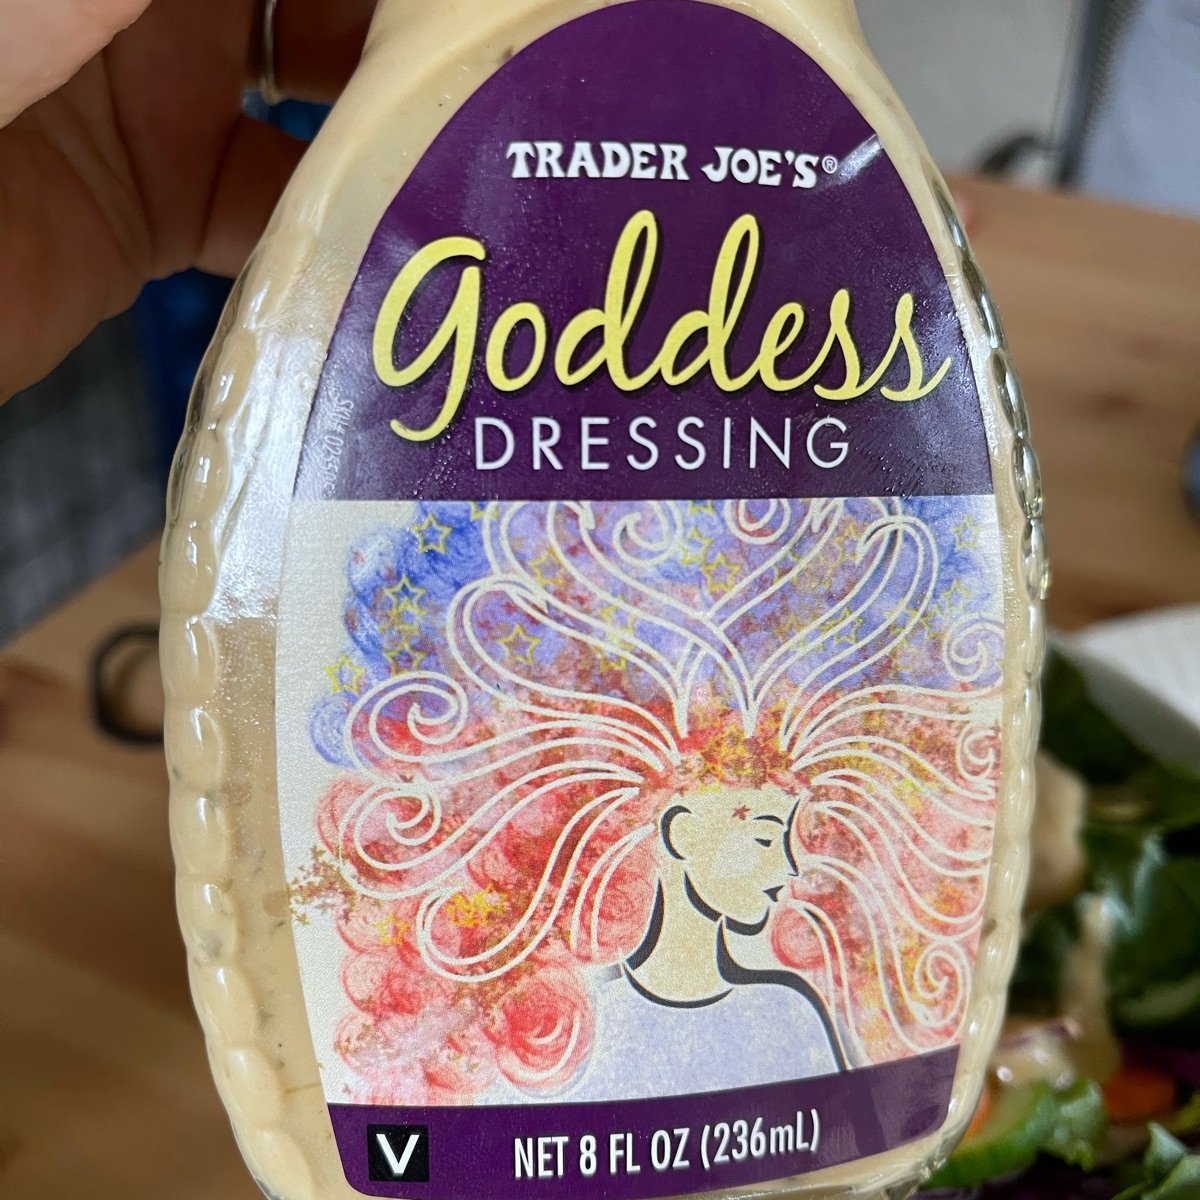 TRADER JOE'S®
goddess
DRESSING
V
NET 8 FL OZ (236mL)